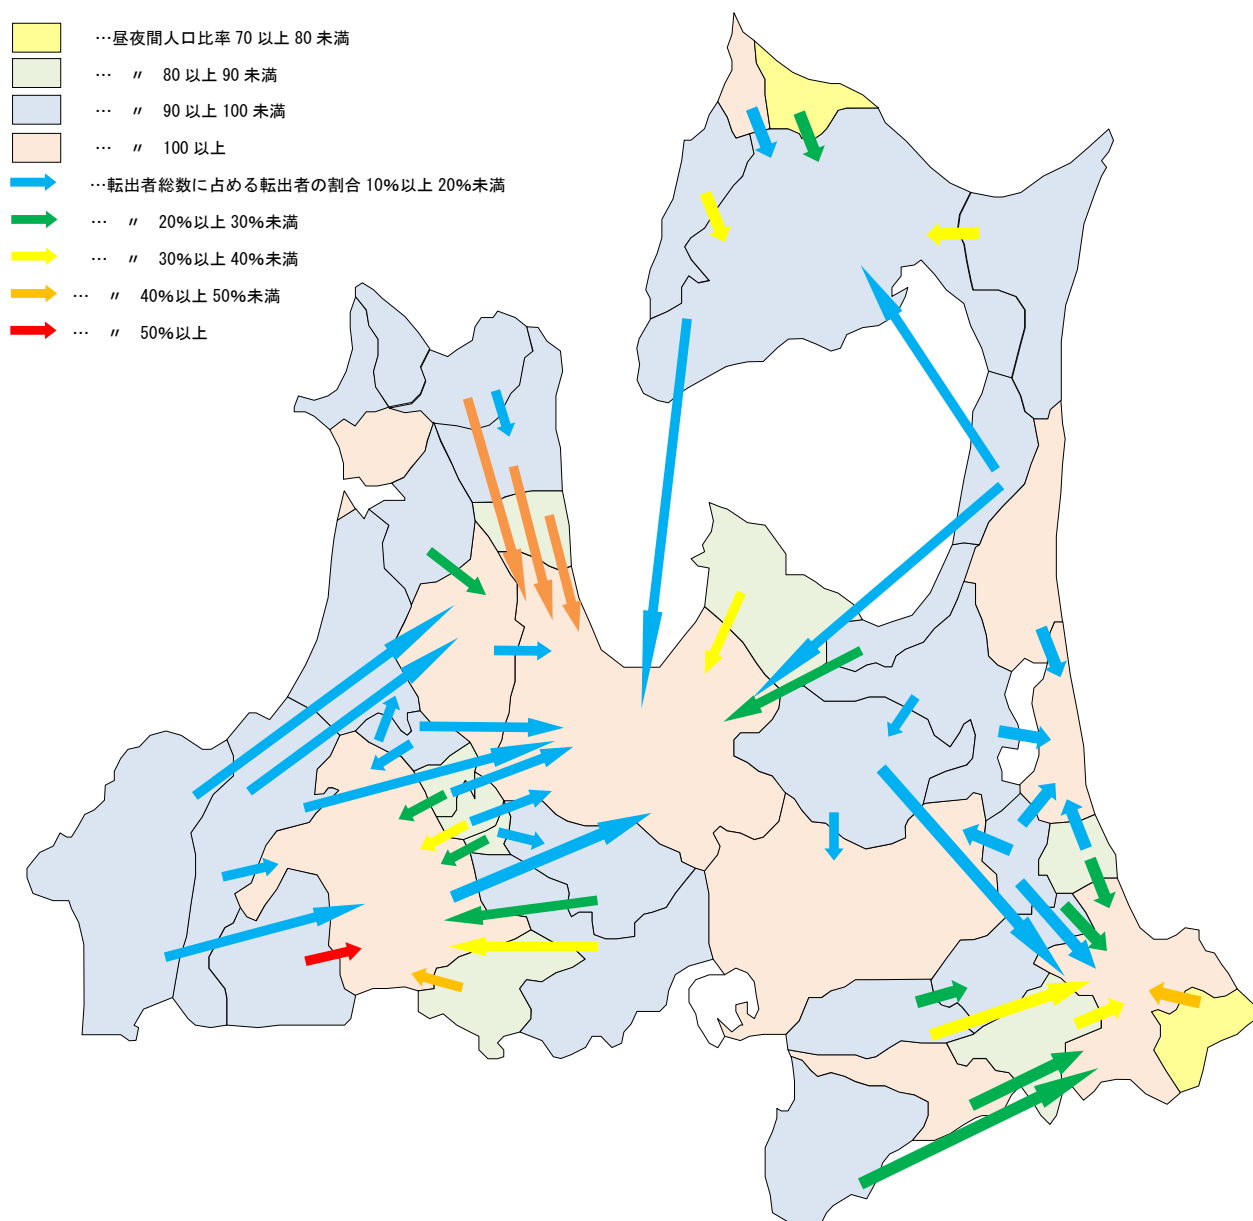 …昼夜間人口比率 70 以上 80 未満
… 〃 80 以上 90 未満
… 〃 90 以上 100 未満
… 〃 100 以上
…転出者総数に占める転出者の割合 10%以上 20%未満
… 〃 20%以上 30%未満
… 〃 30%以上 40%未満
… 〃 40%以上 50%未満
… 〃 50%以上